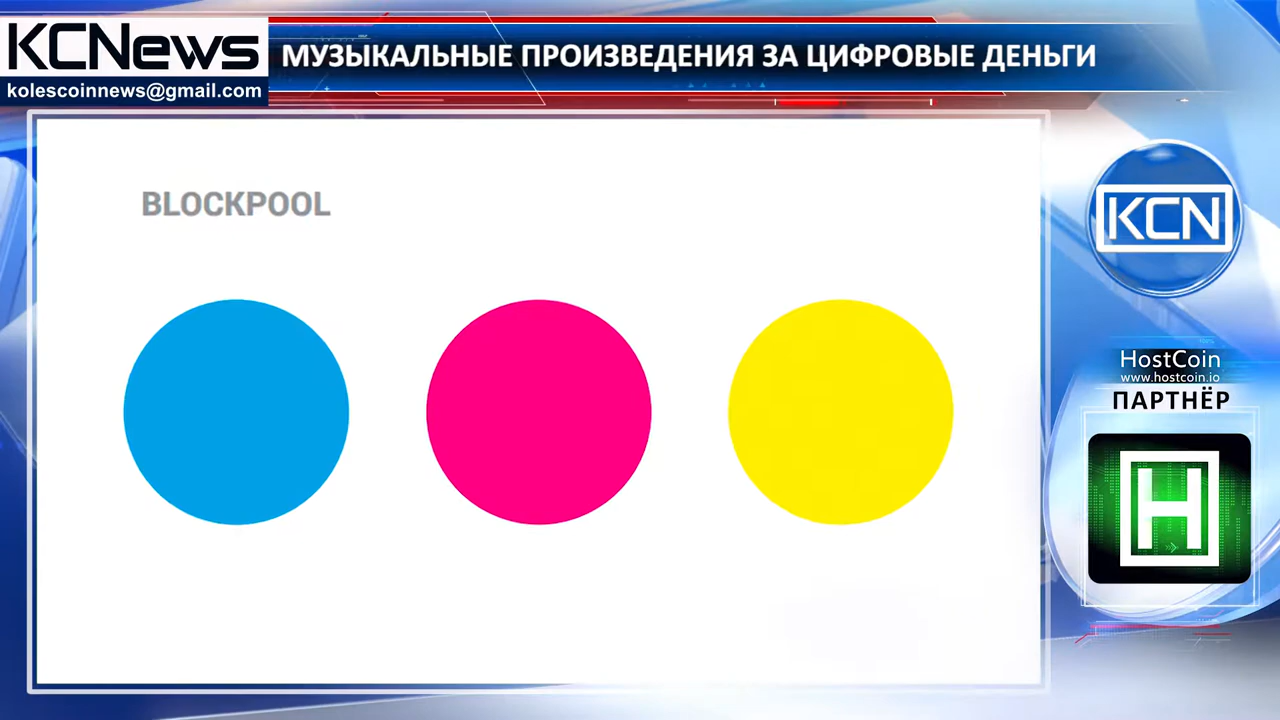 KCNews
kolescoinnews@gmail.com
МУЗЫКАЛЬНЫЕ ПРОИЗВЕДЕНИЯ ЗА ЦИФРОВЫЕ ДЕНЬГИ
BLOCKPOOL
KCN
HostCoin
www.hostcoin.io
ПАРТНЁР
H